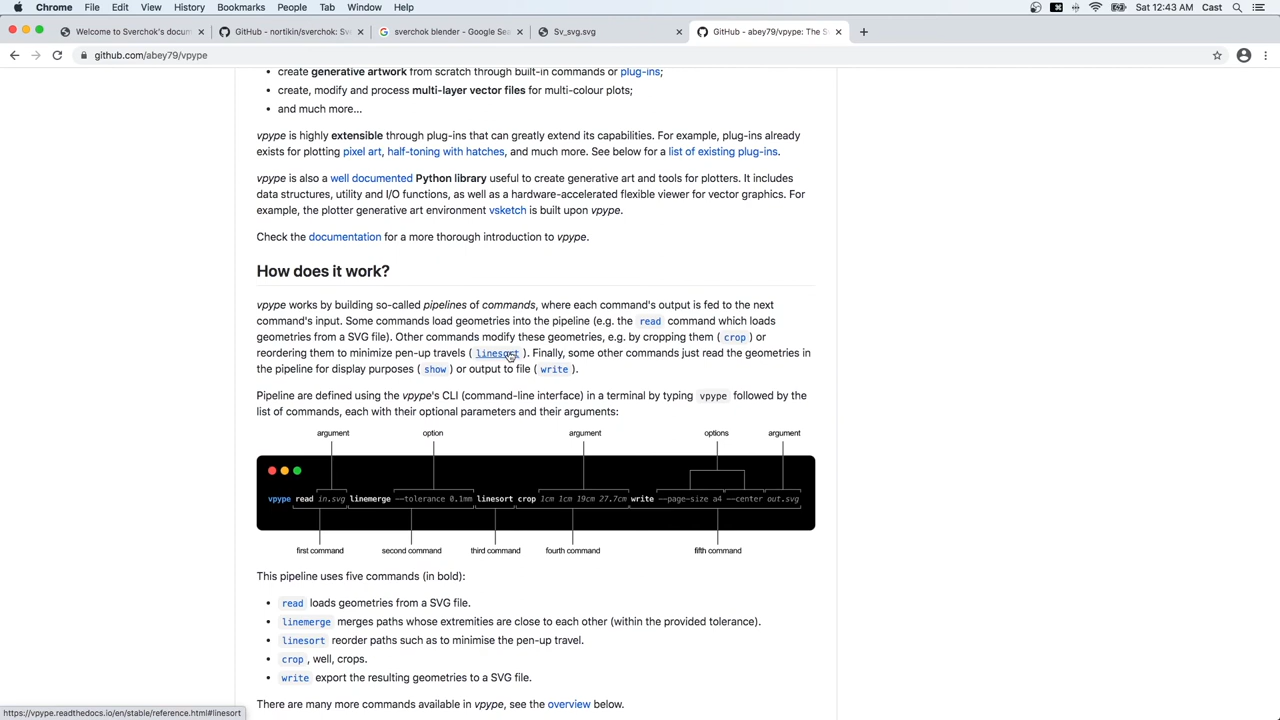 Chrome File Edit View History Bookmarks People Tab Window Help Sat 12:43 AM Cast
Welcome to Sverchok's docum GitHub - nortikin/sverchok: Sv sverchok blender - Google Sea Sv_svg.svg GitHub - abey79/vpype: The S
github.com/abey79/vpype
• create generative artwork from scratch through built-in commands or plug-ins;
• create, modify and process multi-layer vector files for multi-colour plots;
• and much more...
vpype is highly extensible through plug-ins that can greatly extend its capabilities. For example, plug-ins already
exists for plotting pixel art, half-toning with hatches, and much more. See below for a list of existing plug-ins.
vpype is also a well documented Python library useful to create generative art and tools for plotters. It includes
data structures, utility and I/O functions, as well as a hardware-accelerated flexible viewer for vector graphics. For
example, the plotter generative art environment vsketch is built upon vpype.
Check the documentation for a more thorough introduction to vpype.
How does it work?
vpype works by building so-called pipelines of commands, where each command's output is fed to the next
command's input. Some commands load geometries into the pipeline (e.g. the read command which loads
geometries from a SVG file). Other commands modify these geometries, e.g. by cropping them ( crop ) or
reordering them to minimize pen-up travels ( linesort ). Finally, some other commands just read the geometries in
the pipeline for display purposes ( show ) or output to file ( write ).
Pipeline are defined using the vpype's CLI (command-line interface) in a terminal by typing vpype followed by the
list of commands, each with their optional parameters and their arguments:
argument option argument options argument
vpype read in.svg linemerge --tolerance 0.1mm linesort crop 1cm 1cm 19cm 27.7cm write --page-size a4 --center out.svg
first command second command third command fourth command fifth command
This pipeline uses five commands (in bold):
• read loads geometries from a SVG file.
• linemerge merges paths whose extremities are close to each other (within the provided tolerance).
• linesort reorder paths such as to minimise the pen-up travel.
• crop , well, crops.
• write export the resulting geometries to a SVG file.
There are many more commands available in vpype, see the overview below.
https://vpype.readthedocs.io/en/stable/reference.html#linesort